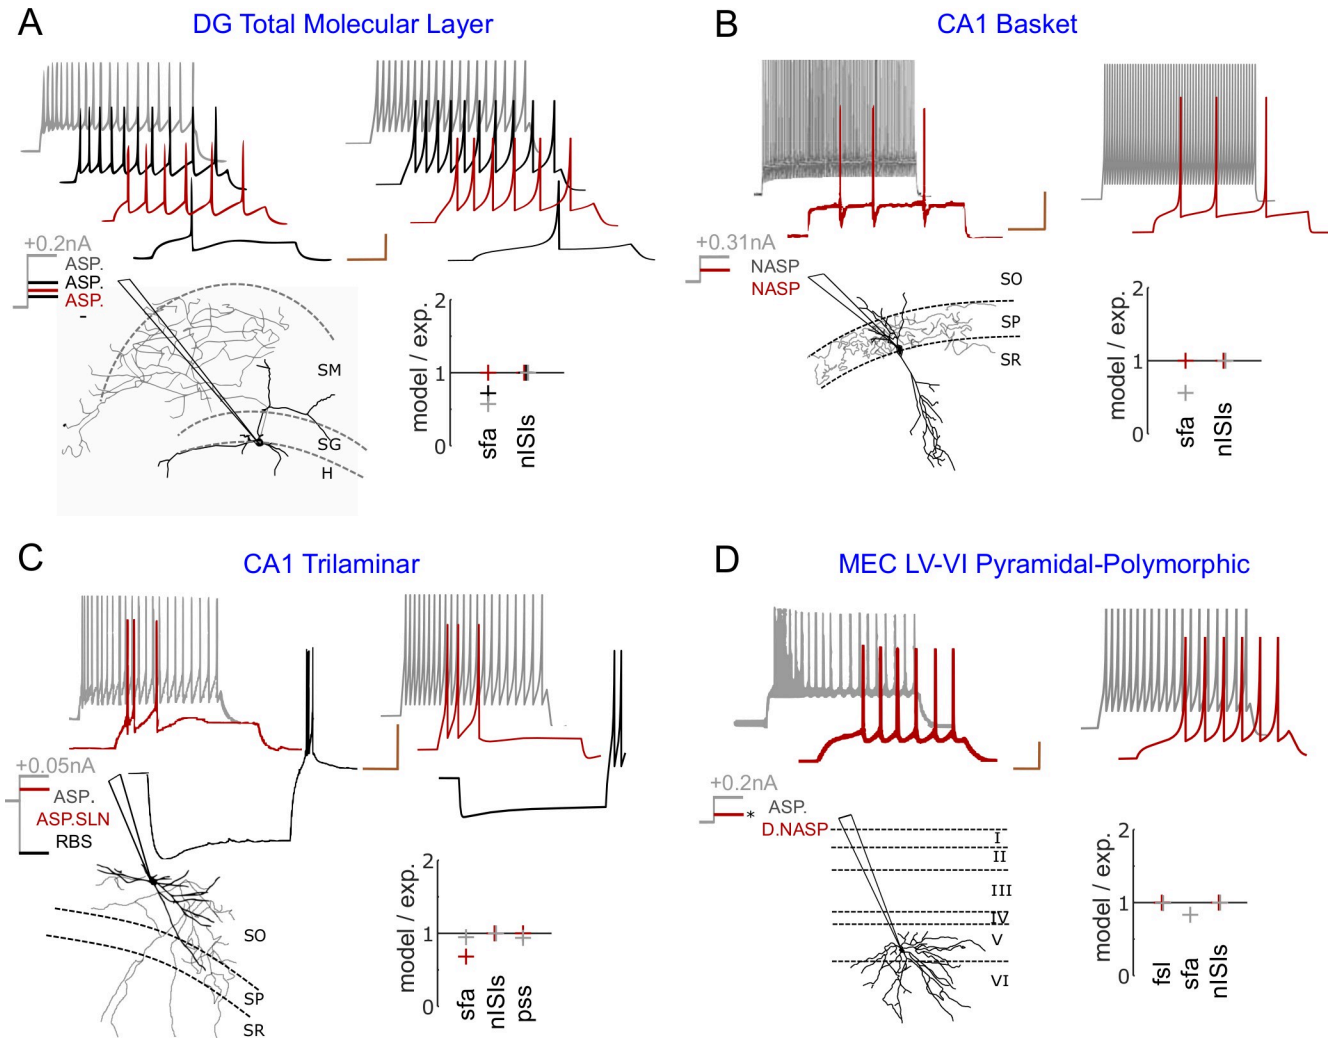 A
DG Total Molecular Layer
+0.2nA
ASP.
ASP.
ASP.
-
SM
SG
H
2
1
0
model / exp.
sfa
nISIs
B
CA1 Basket
+0.31nA
NASP
NASP
SO
SP
SR
2
1
0
model / exp.
sfa
nISIs
C
CA1 Trilaminar
+0.05nA
ASP.
ASP.SLN
RBS
SO
SP
SR
2
1
0
model / exp.
sfa
nISIs
pss
D
MEC LV-VI Pyramidal-Polymorphic
+0.2nA
ASP.
* D.NASP
I
II
III
IV
V
VI
2
1
0
model / exp.
fsl
sfa
nISIs